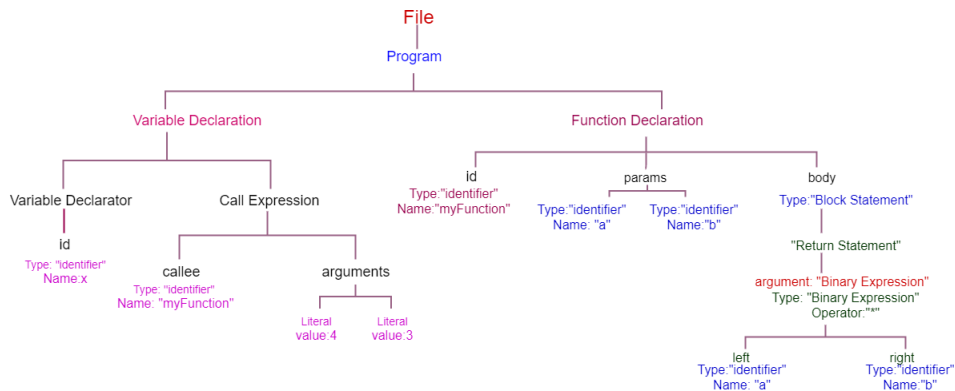 File
Program
Variable Declaration
Function Declaration
Variable Declarator
Call Expression
id
Type:"identifier"
Name:"myFunction"
params
body
Type:"Block Statement"
Type:"identifier"
Name: "a"
Type:"identifier"
Name:"b"
id
Type: "identifier"
Name:x
callee
Type: "identifier"
Name: "myFunction"
arguments
Literal
value:4
Literal
value:3
"Return Statement"
argument: "Binary Expression"
Type: "Binary Expression"
Operator:"*"
left
Type:"identifier"
Name: "a"
right
Type:"identifier"
Name:"b"